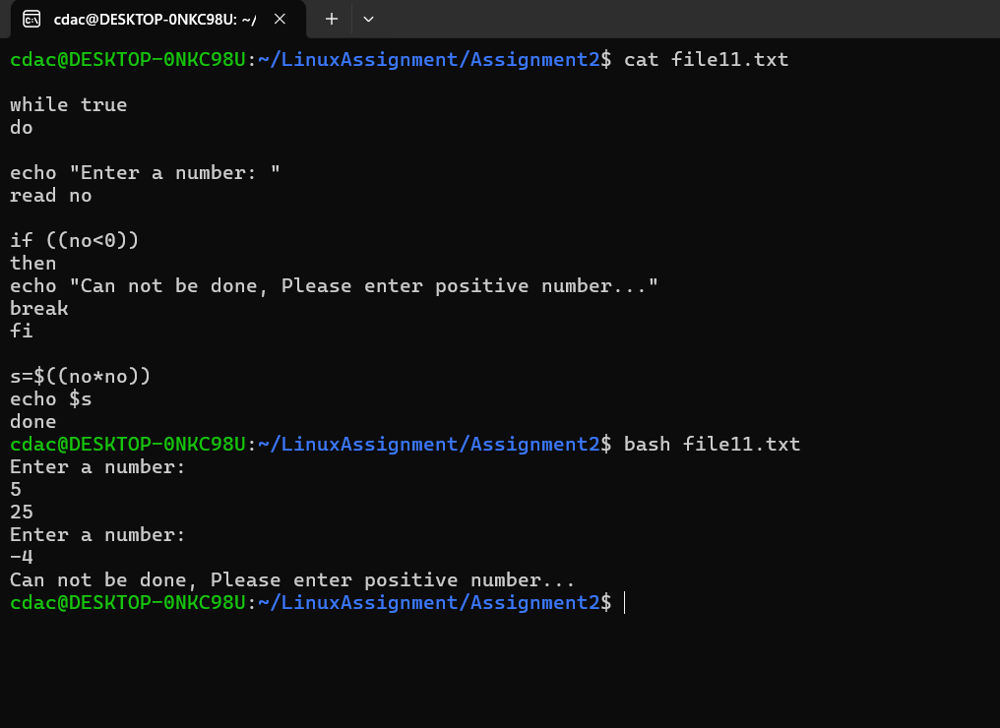 cdac@DESKTOP-0NKC98U: ~/
cdac@DESKTOP-0NKC98U:~/LinuxAssignment/Assignment2$ cat file11.txt
while true
do
echo "Enter a number: "
read no
if ((no<0))
then
echo "Can not be done, Please enter positive number..."
break
fi
s=$((no*no))
echo $s
done
cdac@DESKTOP-0NKC98U:~/LinuxAssignment/Assignment2$ bash file11.txt
Enter a number:
5
25
Enter a number:
-4
Can not be done, Please enter positive number...
cdac@DESKTOP-0NKC98U:~/LinuxAssignment/Assignment2$